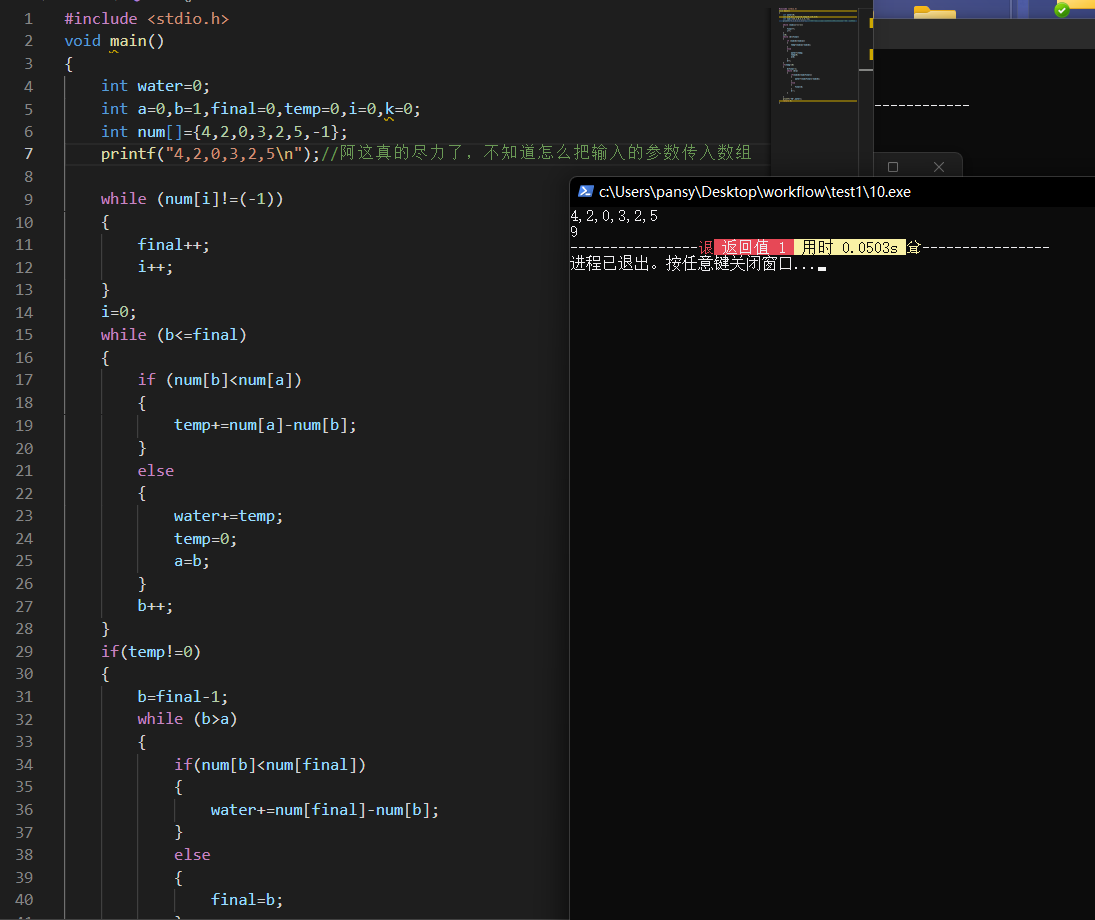 1 #include <stdio.h>
2 void main()
3 {
4 int water=0;
5 int a=0,b=1,final=0,temp=0,i=0,k=0;
6 int num[]={4,2,0,3,2,5,-1};
7 printf("4,2,0,3,2,5\n");//阿这真的尽力了，不知道怎么把输入的参数传入数组
8
9 while (num[i]!=(-1))
10 {
11 final++;
12 i++;
13 }
14 i=0;
15 while (b<=final)
16 {
17 if (num[b]<num[a])
18 {
19 temp+=num[a]-num[b];
20 }
21 else
22 {
23 water+=temp;
24 temp=0;
25 a=b;
26 }
27 b++;
28 }
29 if(temp!=0)
30 {
31 b=final-1;
32 while (b>a)
33 {
34 if(num[b]<num[final])
35 {
36 water+=num[final]-num[b];
37 }
38 else
39 {
40 final=b;
c:\Users\pansy\Desktop\workflow\test1\10.exe
4,2,0,3,2,5
9
---------------- 返回值 1 用时 0.0503s ----------------
进程已退出。按任意键关闭窗口...
------------